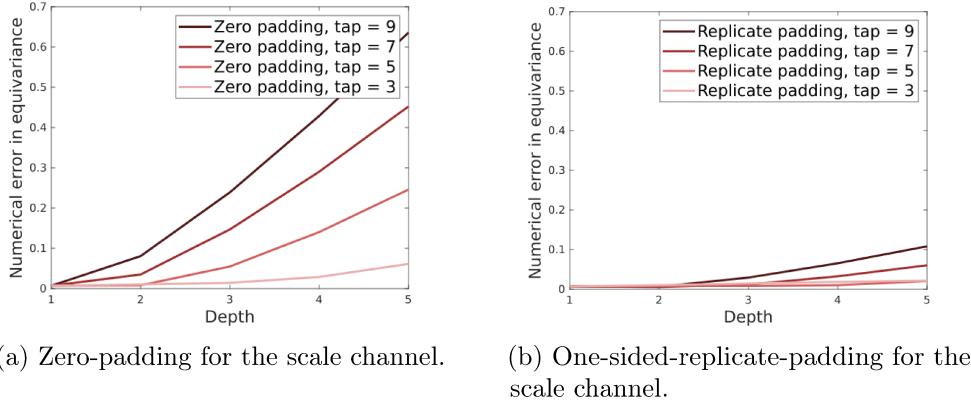 0.7
0.6
0.5
0.4
0.3
0.2
0.1
0
Numerical error in equivariance
Zero padding, tap = 9
Zero padding, tap = 7
Zero padding, tap = 5
Zero padding, tap = 3
1 2 3 4 5
Depth
(a) Zero-padding for the scale channel.
0.7
0.6
0.5
0.4
0.3
0.2
0.1
0
Numerical error in equivariance
Replicate padding, tap = 9
Replicate padding, tap = 7
Replicate padding, tap = 5
Replicate padding, tap = 3
1 2 3 4 5
Depth
(b) One-sided-replicate-padding for the
scale channel.